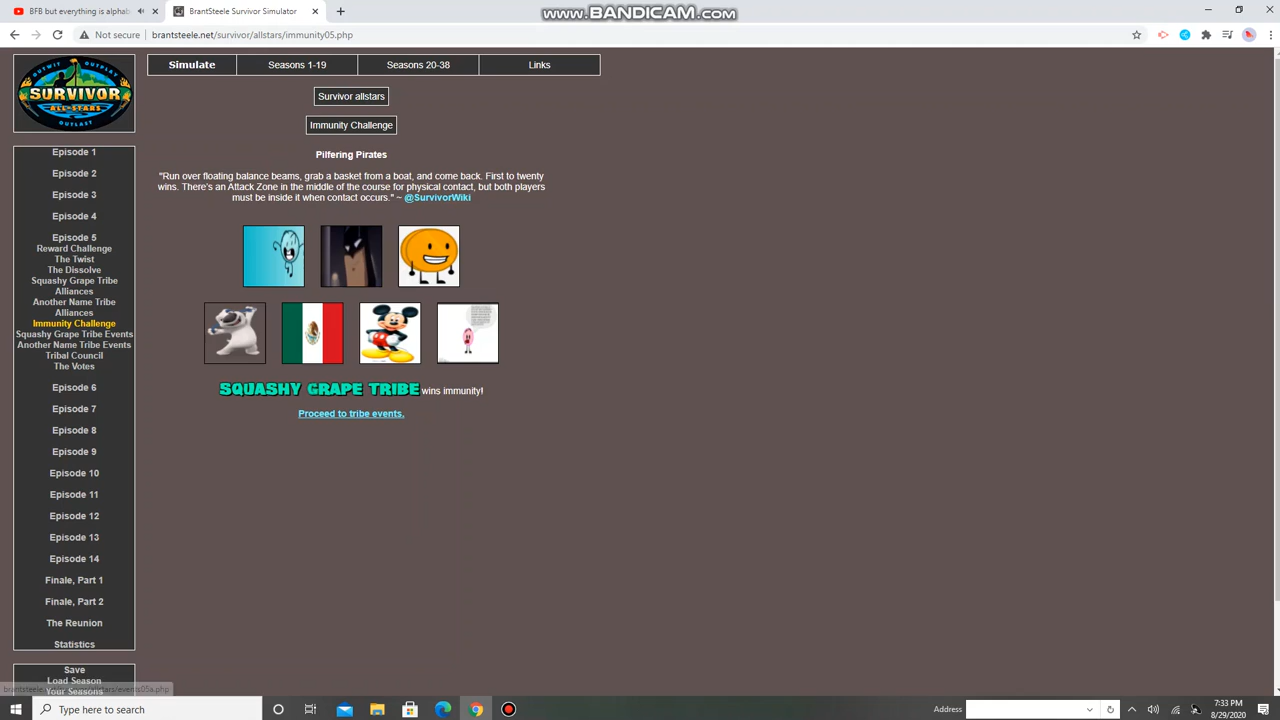 BFB but everything is alphab
BrantSteele Survivor Simulator
WWW.BANDICAM.COM
Not secure
brantsteele.net/survivor/allstars/immunity05.php
OUTWIT OUTPLAY
SURVIVOR
ALL-STARS
OUTLAST
Simulate
Seasons 1-19
Seasons 20-38
Links
Survivor allstars
Immunity Challenge
Pilfering Pirates
"Run over floating balance beams, grab a basket from a boat, and come back. First to twenty
wins. There's an Attack Zone in the middle of the course for physical contact, but both players
must be inside it when contact occurs." ~ @SurvivorWiki
SQUASHY GRAPE TRIBE wins immunity!
Proceed to tribe events.
Episode 1
Episode 2
Episode 3
Episode 4
Episode 5
Reward Challenge
The Twist
The Dissolve
Squashy Grape Tribe
Alliances
Another Name Tribe
Alliances
Immunity Challenge
Squashy Grape Tribe Events
Another Name Tribe Events
Tribal Council
The Votes
Episode 6
Episode 7
Episode 8
Episode 9
Episode 10
Episode 11
Episode 12
Episode 13
Episode 14
Finale, Part 1
Finale, Part 2
The Reunion
Statistics
Save
Load Season
Your Seasons
Type here to search
Address
7:33 PM
8/29/2020